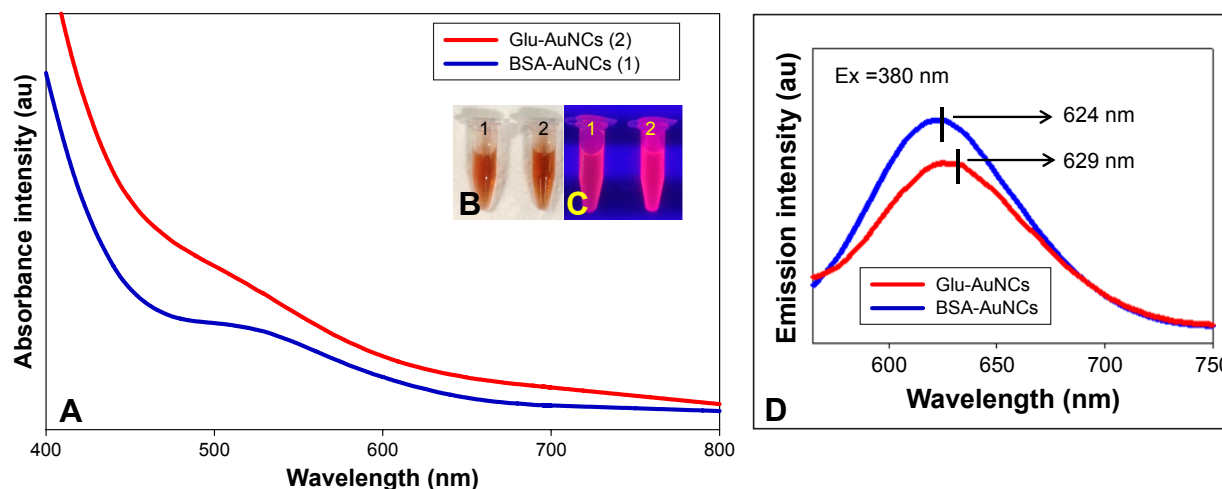 Absorbance intensity (au)
Glu-AuNCs (2)
BSA-AuNCs (1)
1
2
B
1
2
C
A
400
500
600
700
800
Wavelength (nm)
Emission intensity (au)
Ex =380 nm
624 nm
629 nm
Glu-AuNCs
BSA-AuNCs
600
650
700
750
D
Wavelength (nm)